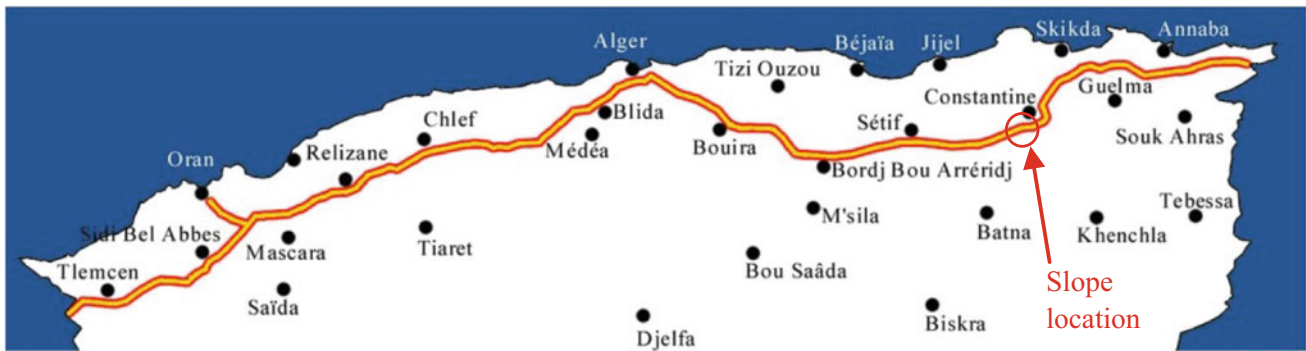 Skikda
Annaba
Alger
Béjaïa
Jijel
Tizi Ouzou
Guelma
Constantine
Blida
Chlef
Sétif
Souk Ahras
Médéa
Bouira
Relizane
Oran
Bordj Bou Arréridj
Tebessa
M'sila
Batna
Khenchla
Sidi Bel Abbes
Mascara
Tiaret
Tlemcen
Bou Saâda
Saïda
Slope
location
Biskra
Djelfa